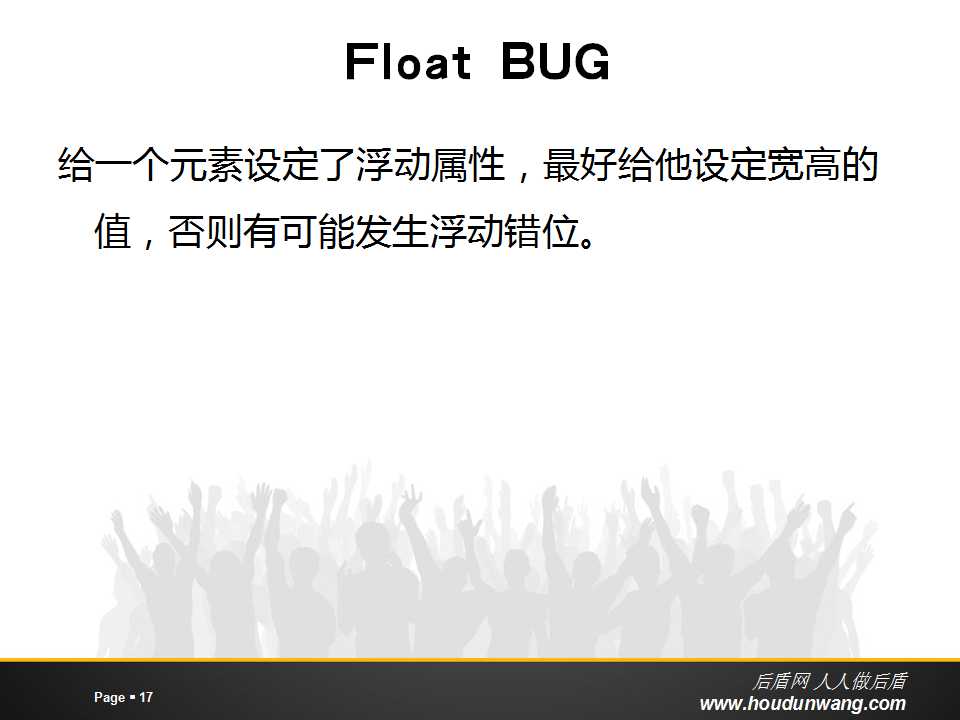 Float BUG
给一个元素设定了浮动属性，最好给他设定宽高的
值，否则有可能发生浮动错位。
Page ▪ 17
后盾网 人人做后盾
www.houdunwang.com